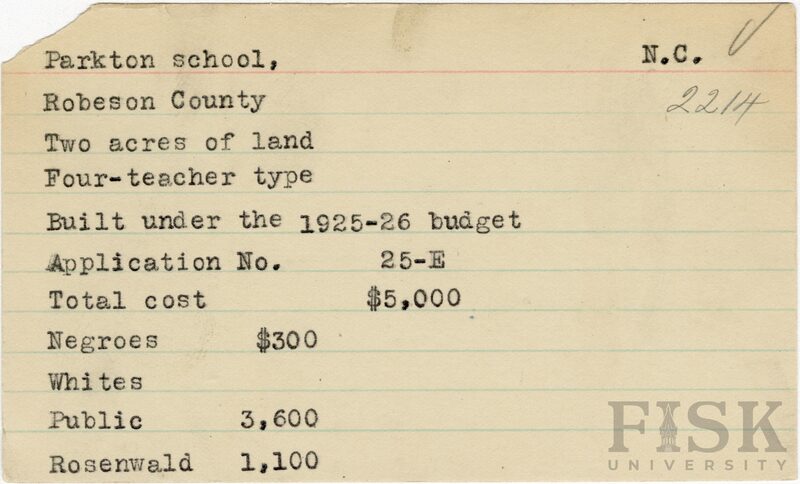 Parkton school, N.C.
Robeson County 2214
Two acres of land
Four-teacher type
Built under the 1925-26 budget
Application No. 25-E
Total cost $5,000
Negroes $300
Whites
Public 3,600
Rosenwald 1,100
FISK
UNIVERSITY